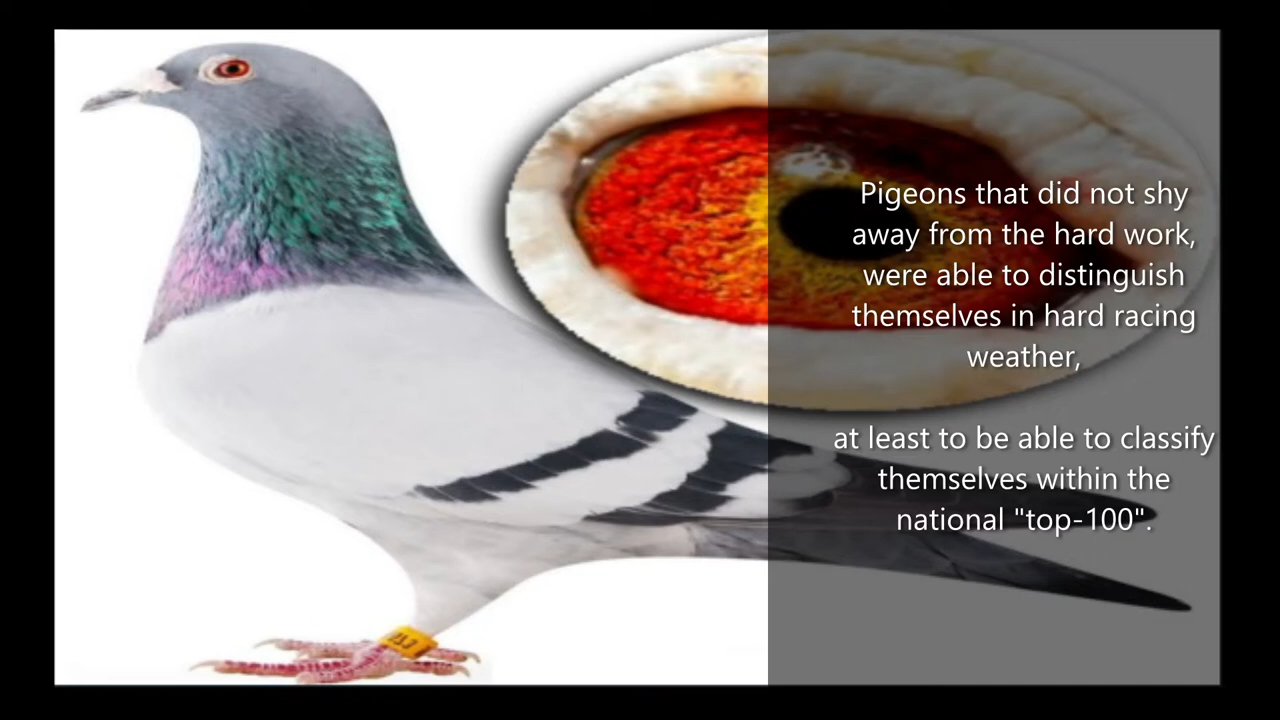 Pigeons that did not shy
away from the hard work,
were able to distinguish
themselves in hard racing
weather,
at least to be able to classify
themselves within the
national "top-100".